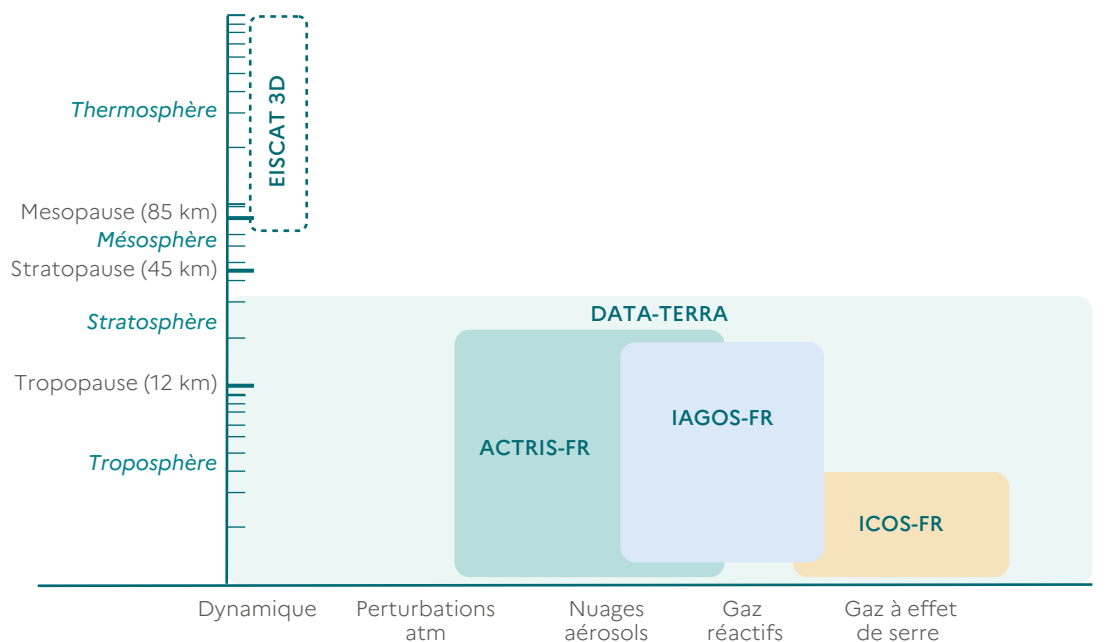 EISCAT 3D
Thermosphère
Mesopause (85 km)
Mésosphère
Stratopause (45 km)
DATA-TERRA
Stratosphère
Tropopause (12 km)
IAGOS-FR
ACTRIS-FR
Troposphère
ICOS-FR
Dynamique
Perturbations
atm
Nuages
aérosols
Gaz
réactifs
Gaz à effet
de serre